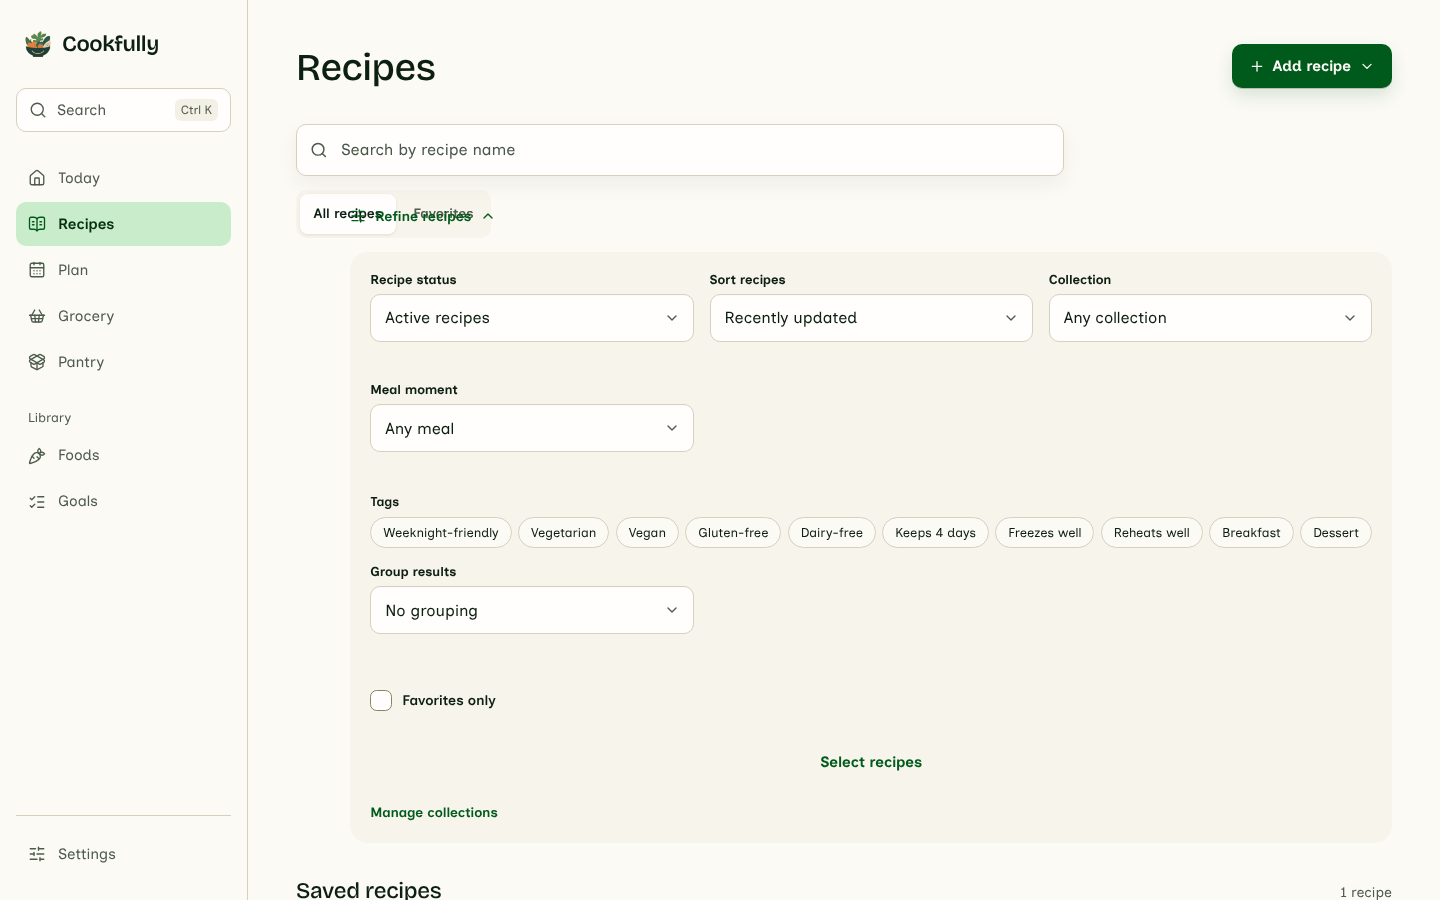 Cookfully
Search
Ctrl K
Today
Recipes
Plan
Grocery
Pantry
Library
Foods
Goals
Settings
Recipes
Add recipe
Search by recipe name
All recipes
Favorites
Refine recipes
Recipe status
Sort recipes
Collection
Active recipes
Recently updated
Any collection
Meal moment
Any meal
Tags
Weeknight-friendly
Vegetarian
Vegan
Gluten-free
Dairy-free
Keeps 4 days
Freezes well
Reheats well
Breakfast
Dessert
Group results
No grouping
Favorites only
Select recipes
Manage collections
Saved recipes
1 recipe